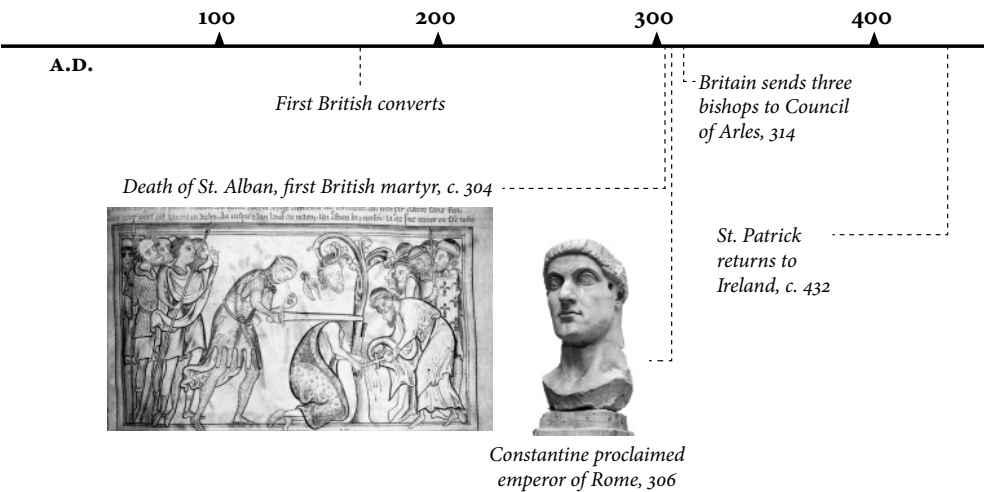 100 200 300 400
A.D.
First British converts
Britain sends three
bishops to Council
of Arles, 314
Death of St. Alban, first British martyr, c. 304
St. Patrick
returns to
Ireland, c. 432
Constantine proclaimed
emperor of Rome, 306